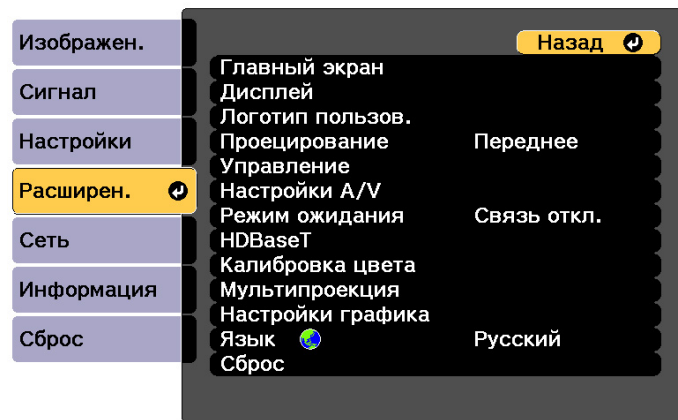 Изображен.
Сигнал
Настройки
Расширен.
Сеть
Информация
Сброс
Назад
Главный экран
Дисплей
Логотип пользов.
Проецирование Переднее
Управление
Настройки A/V
Режим ожидания Связь откл.
HDBaseT
Калибровка цвета
Мультипроекция
Настройки графика
Язык Русский
Сброс